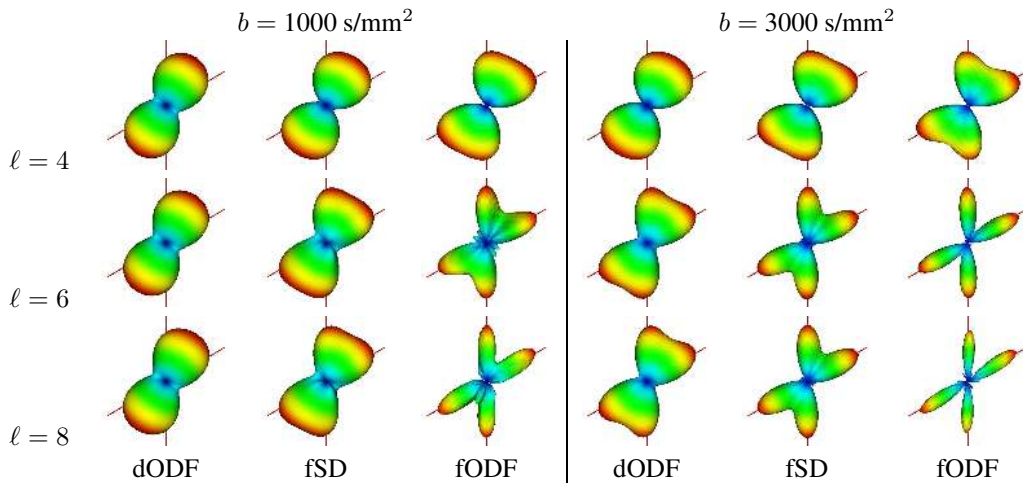 b = 1000 s/mm² b = 3000 s/mm²
ℓ = 4
ℓ = 6
ℓ = 8
dODF fSD fODF dODF fSD fODF